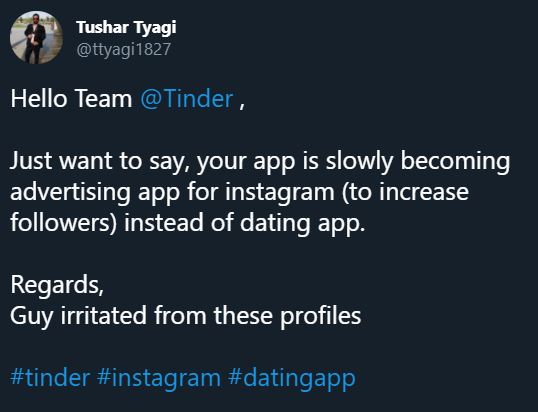 Tushar Tyagi
@ttyagi1827
Hello Team @Tinder ,
Just want to say, your app is slowly becoming
advertising app for instagram (to increase
followers) instead of dating app.
Regards,
Guy irritated from these profiles
#tinder #instagram #datingapp